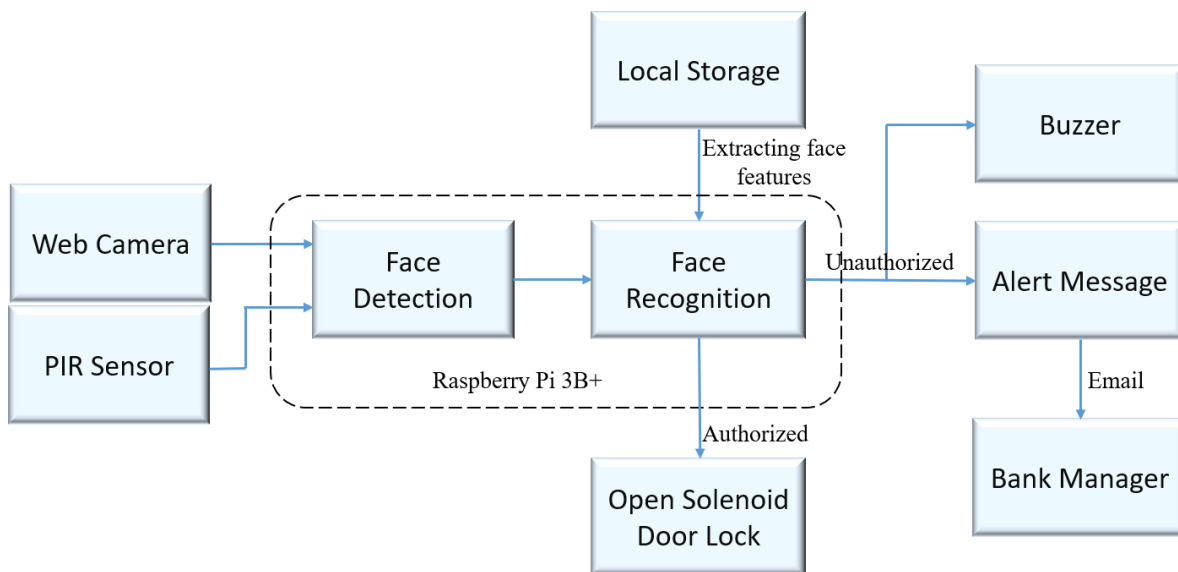 Local Storage
Buzzer
Extracting face
features
Web Camera
Face
Detection
Face
Recognition
Unauthorized
Alert Message
PIR Sensor
Raspberry Pi 3B+
Email
Authorized
Open Solenoid
Door Lock
Bank Manager